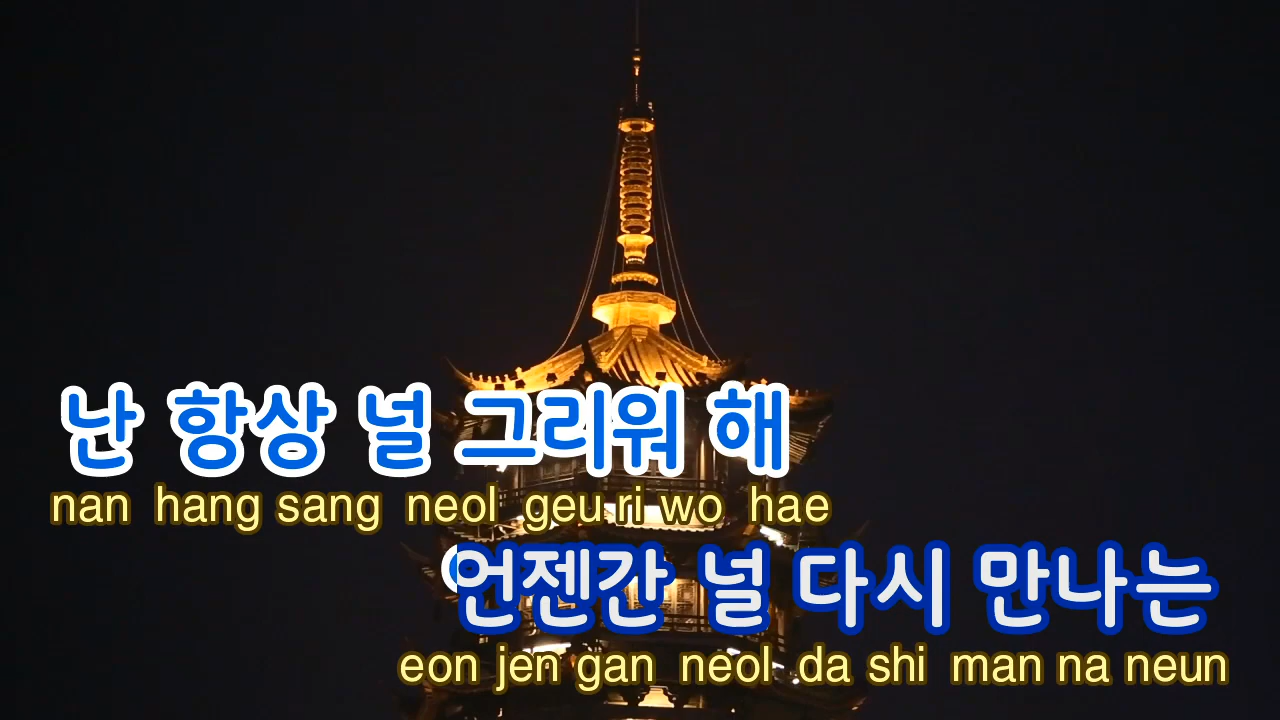 난 항상 널 그리워 해
nan hang sang neol geu ri wo hae
언젠간 널 다시 만나는
eon jen gan neol da shi man na neun